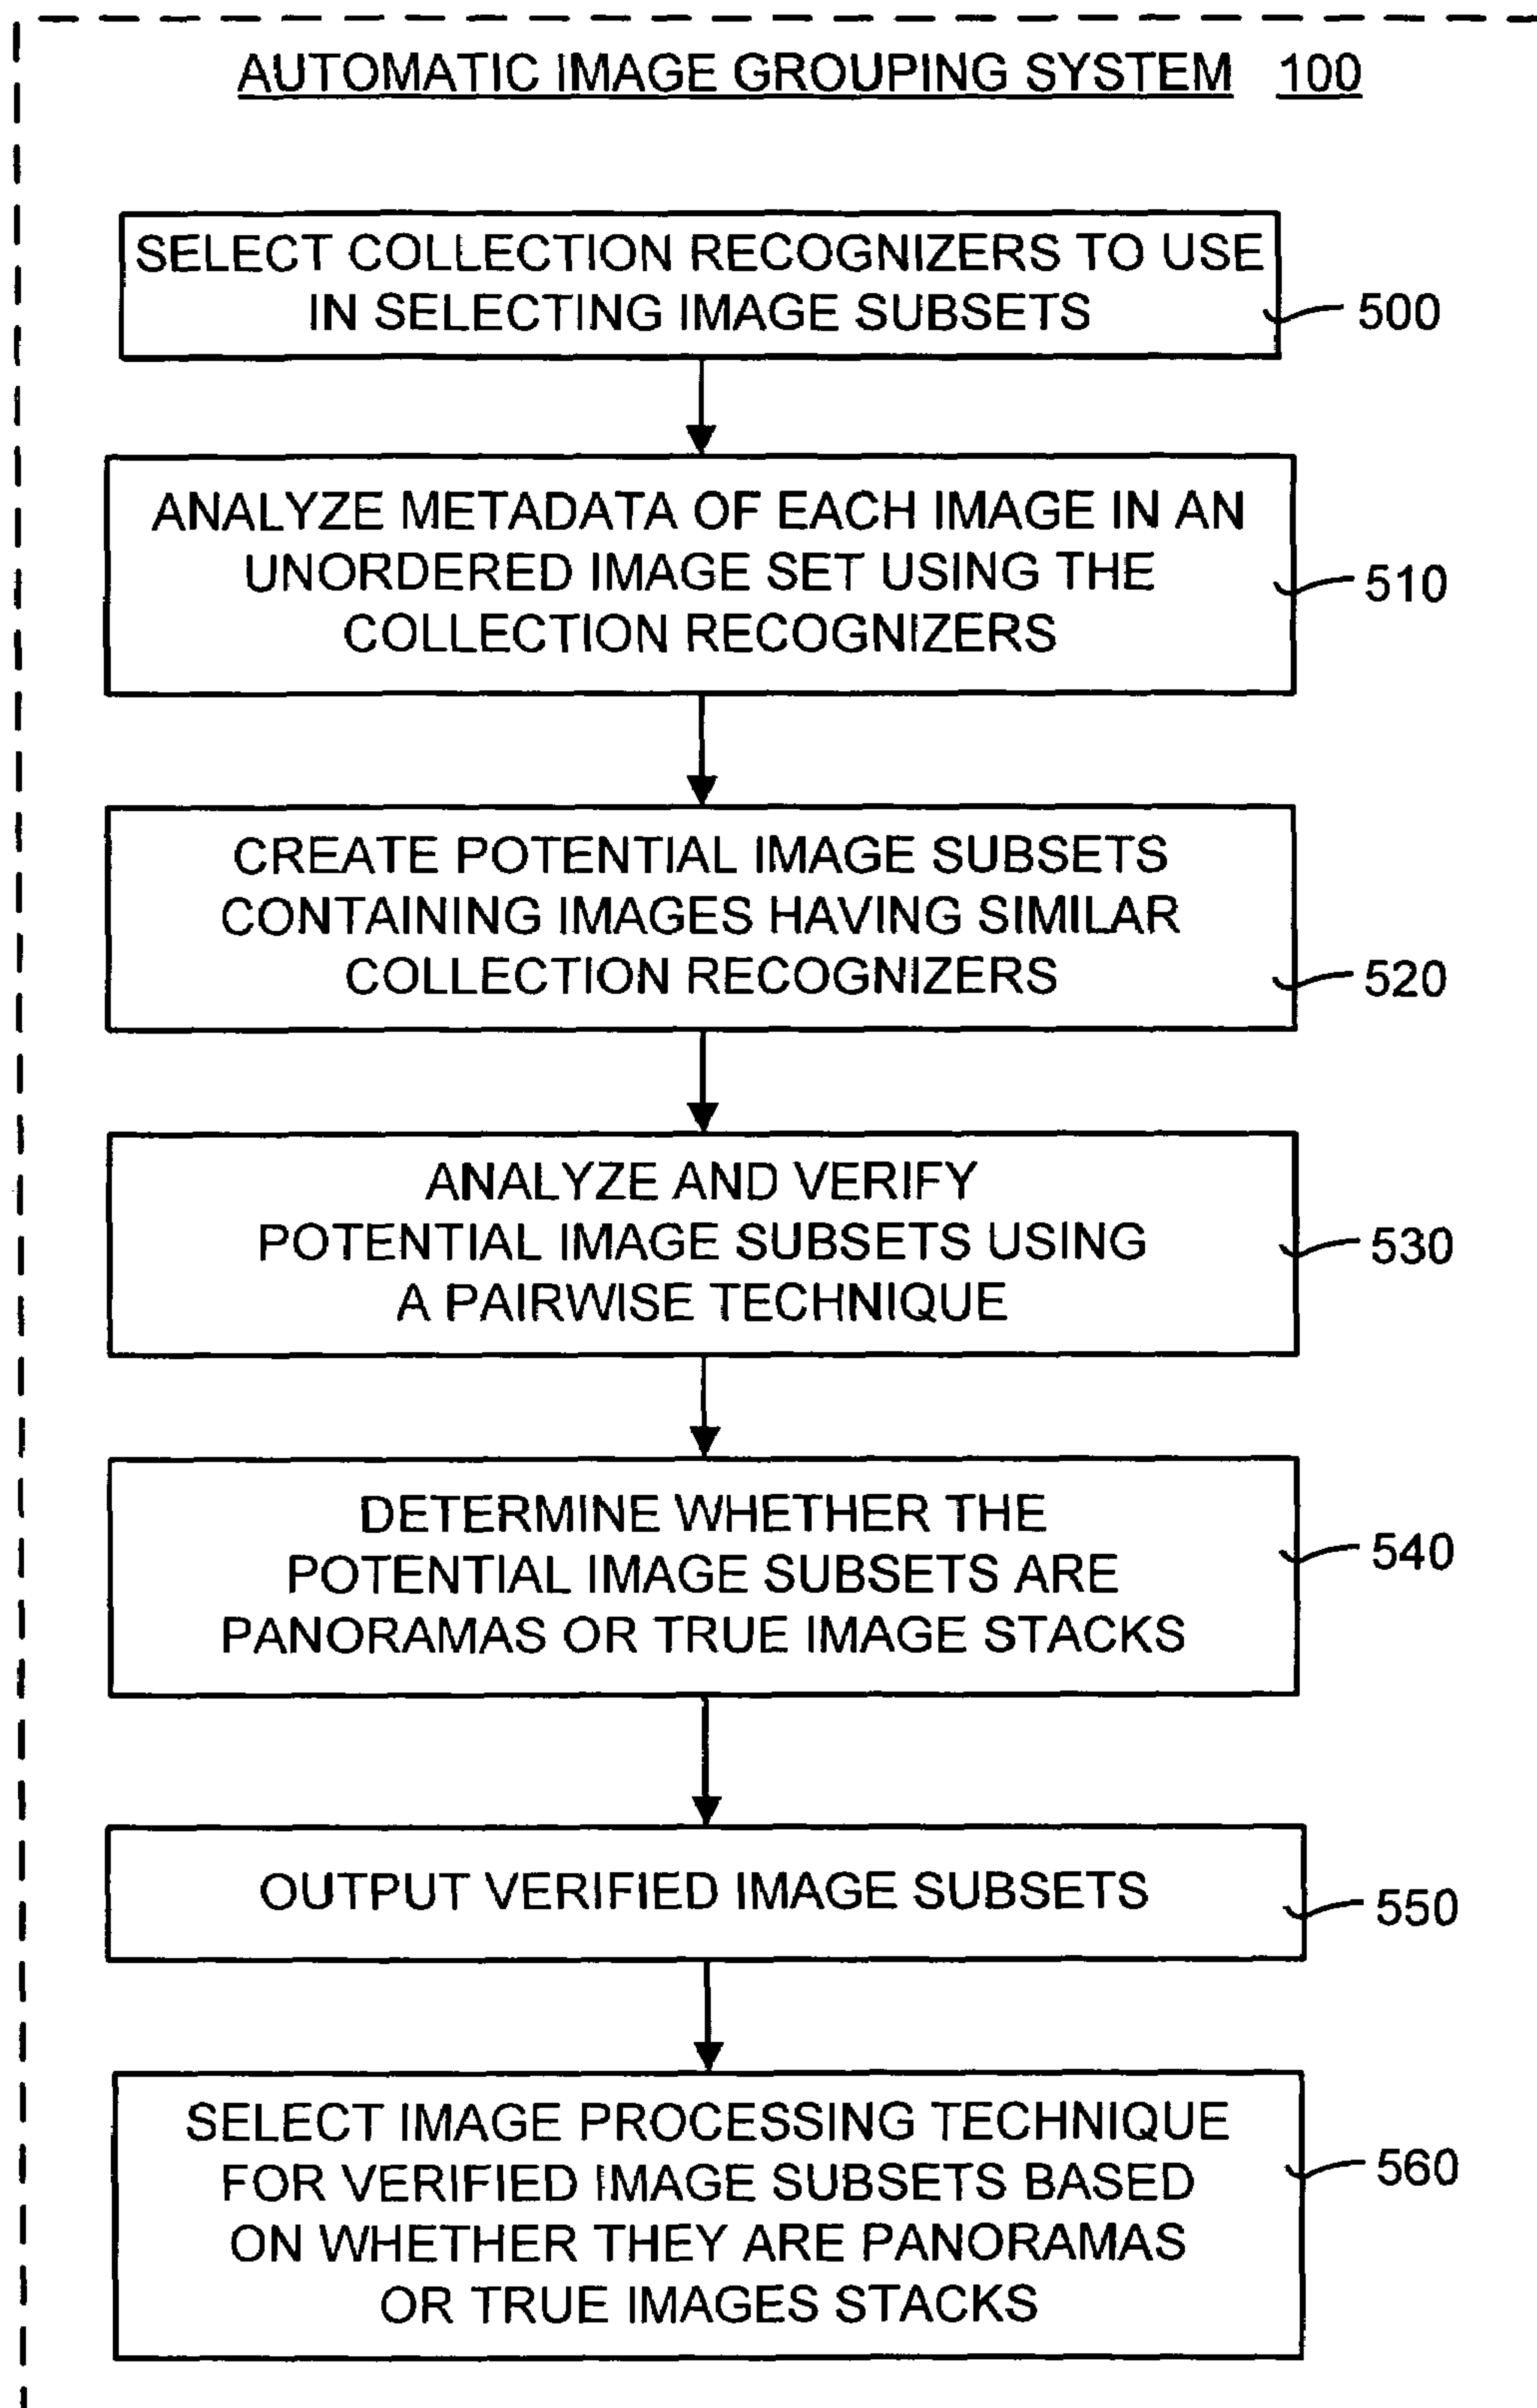 AUTOMATIC IMAGE GROUPING SYSTEM 100
SELECT COLLECTION RECOGNIZERS TO USE
IN SELECTING IMAGE SUBSETS
500
ANALYZE METADATA OF EACH IMAGE IN AN
UNORDERED IMAGE SET USING THE
COLLECTION RECOGNIZERS
510
CREATE POTENTIAL IMAGE SUBSETS
CONTAINING IMAGES HAVING SIMILAR
COLLECTION RECOGNIZERS
520
ANALYZE AND VERIFY
POTENTIAL IMAGE SUBSETS USING
A PAIRWISE TECHNIQUE
530
DETERMINE WHETHER THE
POTENTIAL IMAGE SUBSETS ARE
PANORAMAS OR TRUE IMAGE STACKS
540
OUTPUT VERIFIED IMAGE SUBSETS
550
SELECT IMAGE PROCESSING TECHNIQUE
FOR VERIFIED IMAGE SUBSETS BASED
ON WHETHER THEY ARE PANORAMAS
OR TRUE IMAGES STACKS
560